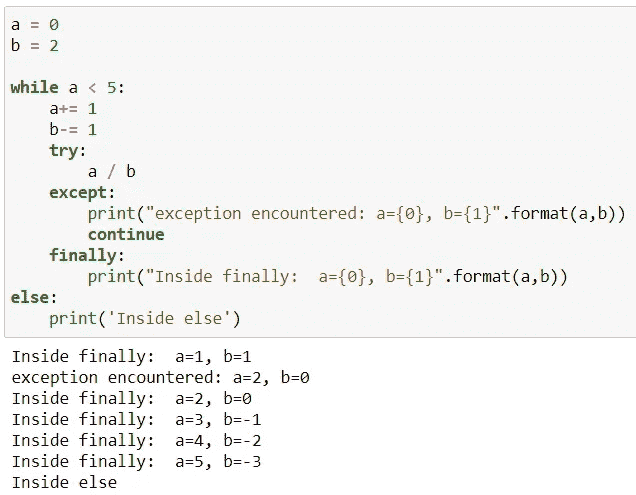 a = 0
b = 2
while a < 5:
    a+= 1
    b-= 1
    try:
        a / b
    except:
        print("exception encountered: a={0}, b={1}".format(a,b))
        continue
    finally:
        print("Inside finally:  a={0}, b={1}".format(a,b))
else:
    print('Inside else')
Inside finally:  a=1, b=1
exception encountered: a=2, b=0
Inside finally:  a=2, b=0
Inside finally:  a=3, b=-1
Inside finally:  a=4, b=-2
Inside finally:  a=5, b=-3
Inside else